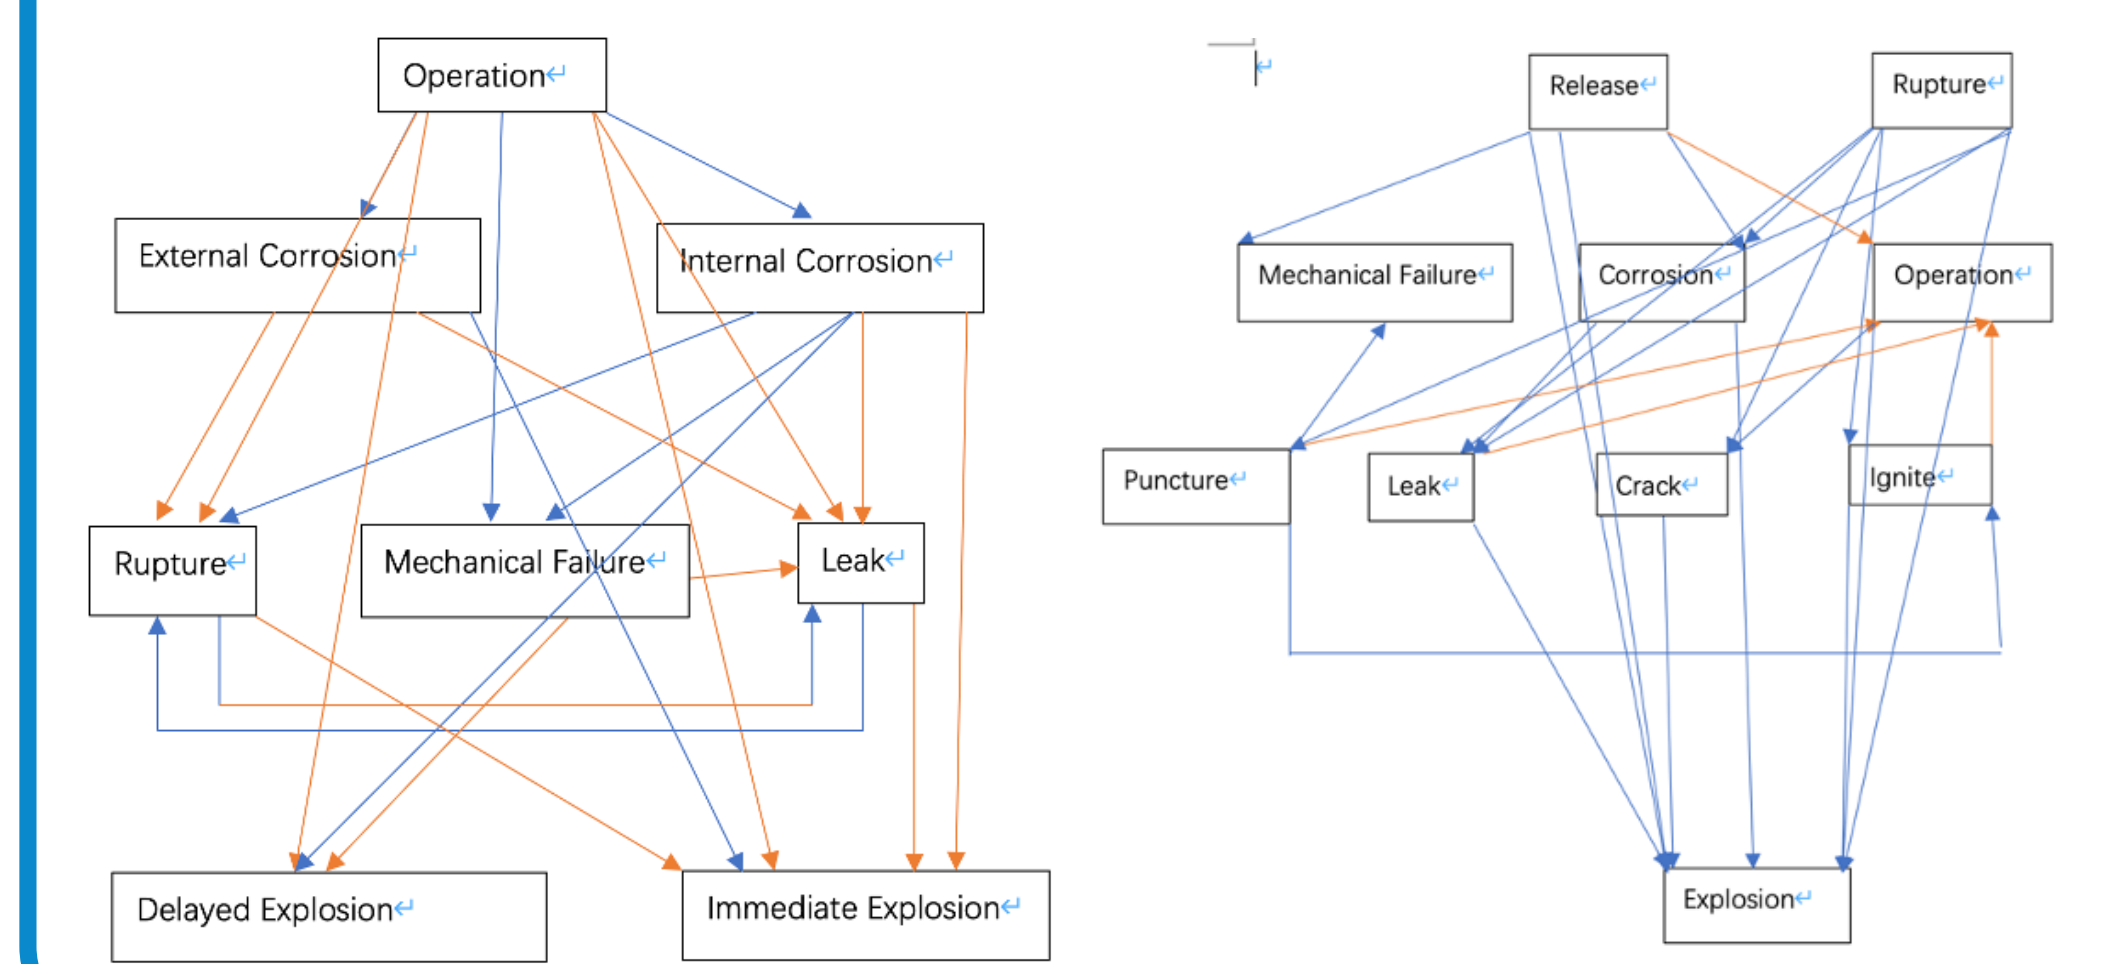 Operation↵
External Corrosion↵
Internal Corrosion↵
Rupture↵
Mechanical Failure↵
Leak↵
Delayed Explosion↵
Immediate Explosion↵
↵
Release↵
Rupture↵
Mechanical Failure↵
Corrosion↵
Operation↵
Puncture↵
Leak↵
Crack↵
Ignite↵
Explosion↵